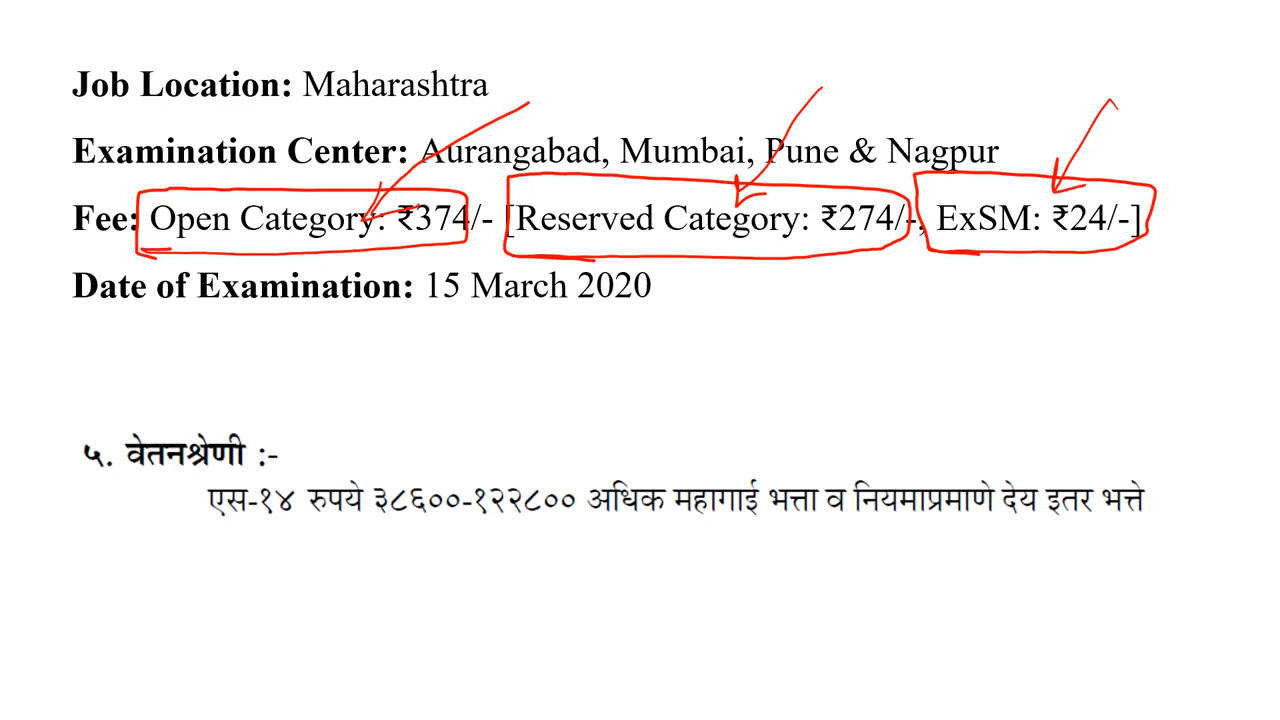 Job Location: Maharashtra
Examination Center: Aurangabad, Mumbai, Pune & Nagpur
Fee: Open Category: ₹374/- [Reserved Category: ₹274/-, ExSM: ₹24/-]
Date of Examination: 15 March 2020
५. वेतनश्रेणी :-
एस-१४ रुपये ३८६००-१२२८०० अधिक महागाई भत्ता व नियमाप्रमाणे देय इतर भत्ते